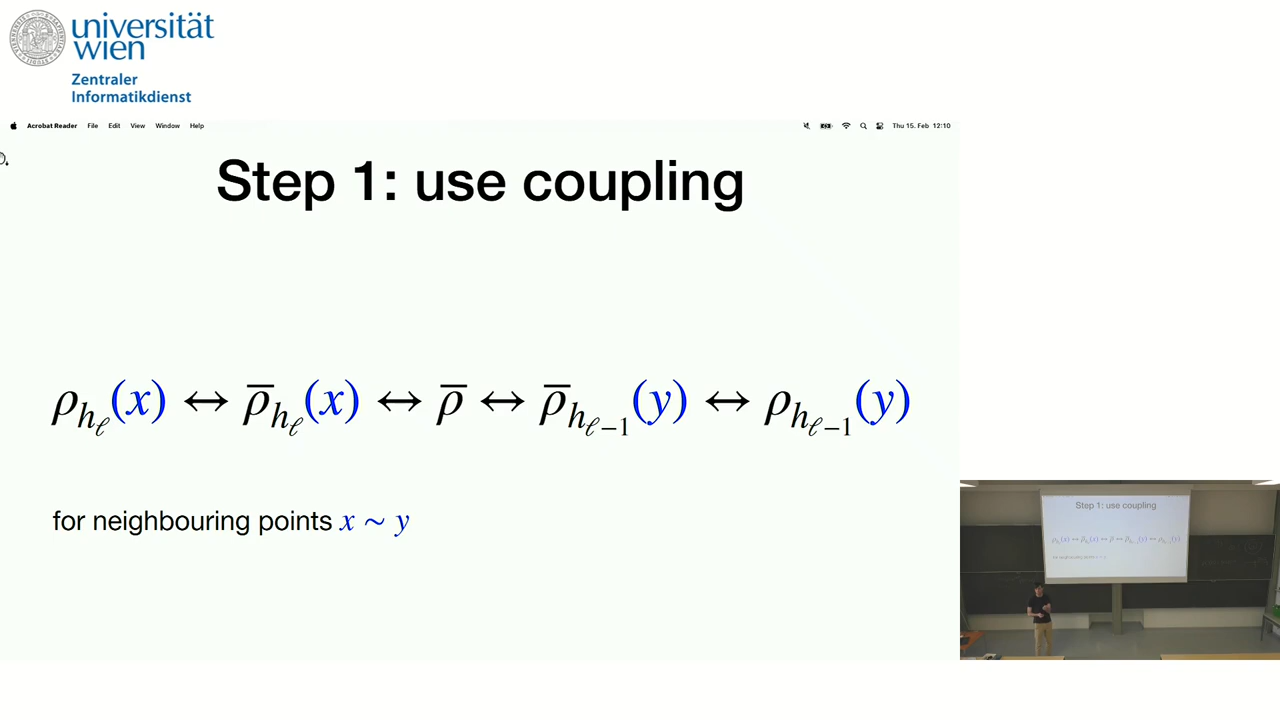 universität
wien
Zentraler
Informatikdienst
Acrobat Reader File Edit View Window Help Thu 15. Feb 12:10
Step 1: use coupling
ρ_{h_ℓ}(x) ↔ ρ̅_{h_ℓ}(x) ↔ ρ̅ ↔ ρ̅_{h_{ℓ−1}}(y) ↔ ρ_{h_{ℓ−1}}(y)
for neighbouring points x ∼ y
Step 1: use coupling